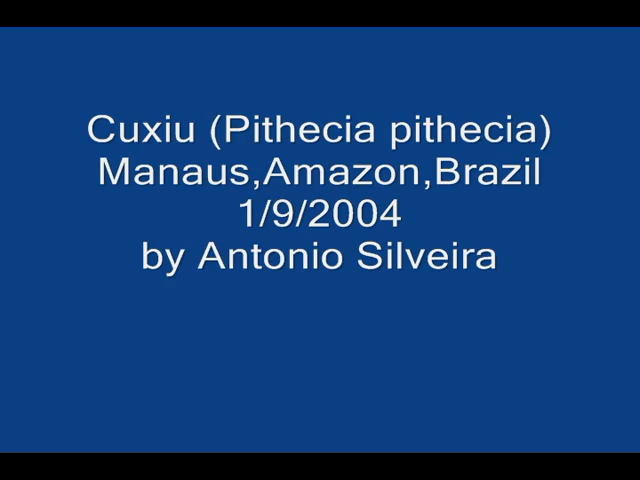 Cuxiu (Pithecia pithecia)
Manaus,Amazon,Brazil
1/9/2004
by Antonio Silveira